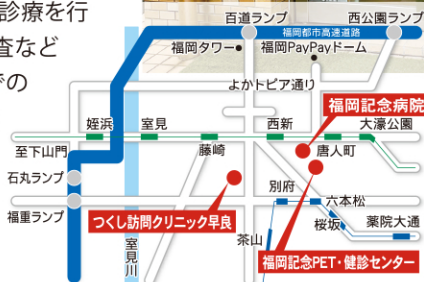 診療を行
査など
での
百道ランプ
西公園ランプ
福岡都市高速道路
福岡タワー
福岡PayPayドーム
よかトピア通り
福岡記念病院
姪浜
室見
西新
大濠公園
至下山門
藤崎
唐人町
石丸ランプ
別府
六本松
福重ランプ
つくし訪問クリニック早良
桜坂
薬院大通
室見川
茶山
福岡記念PET・健診センター